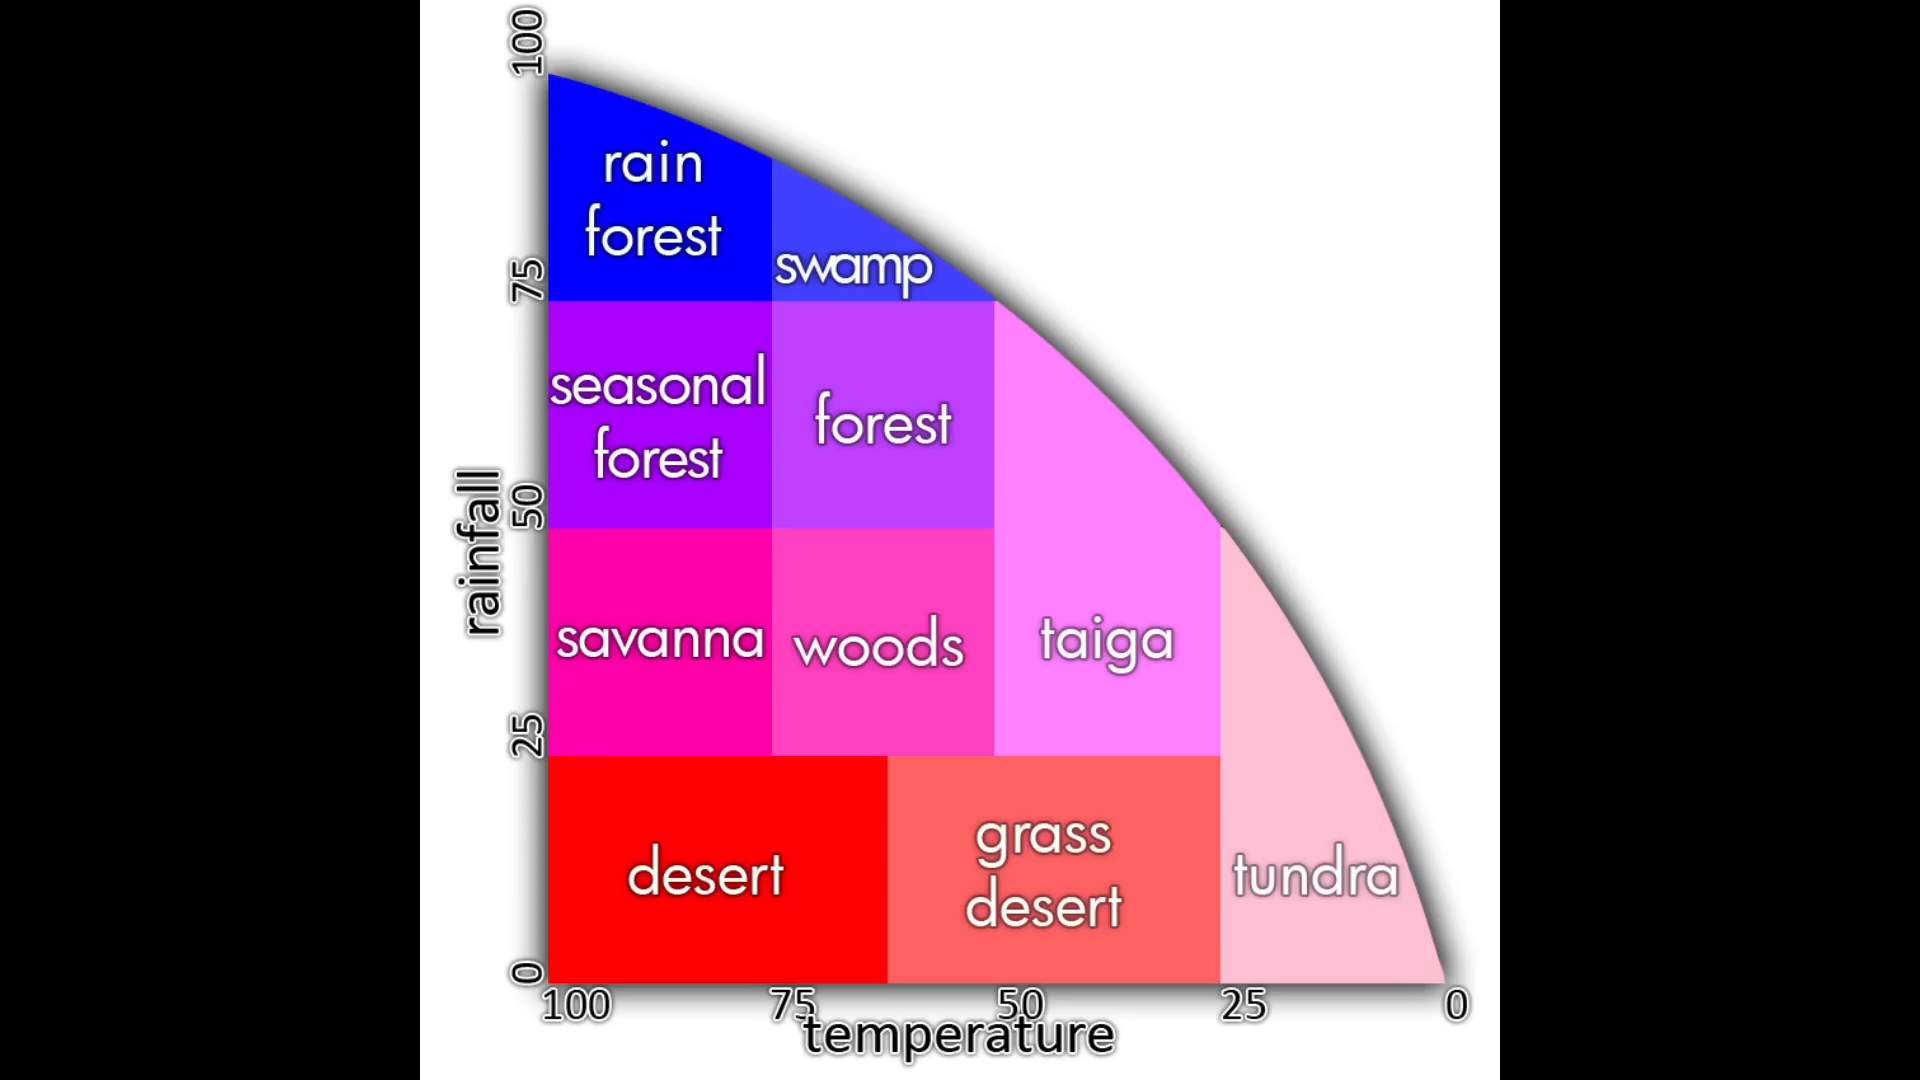 100
rain
forest
swamp
75
seasonal
forest
forest
50
rainfall
savanna
woods
taiga
25
desert
grass
desert
tundra
0
100 75 50 25 0
temperature